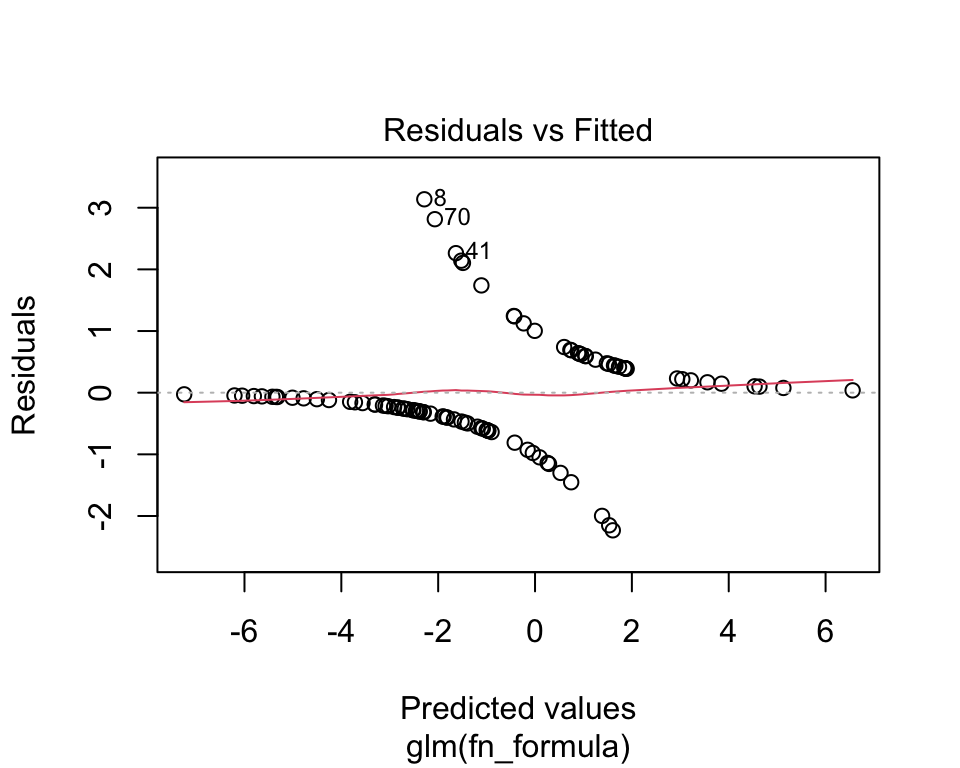 Residuals vs Fitted
Residuals
3
2
1
0
-1
-2
8
70
41
-6 -4 -2 0 2 4 6
Predicted values
glm(fn_formula)